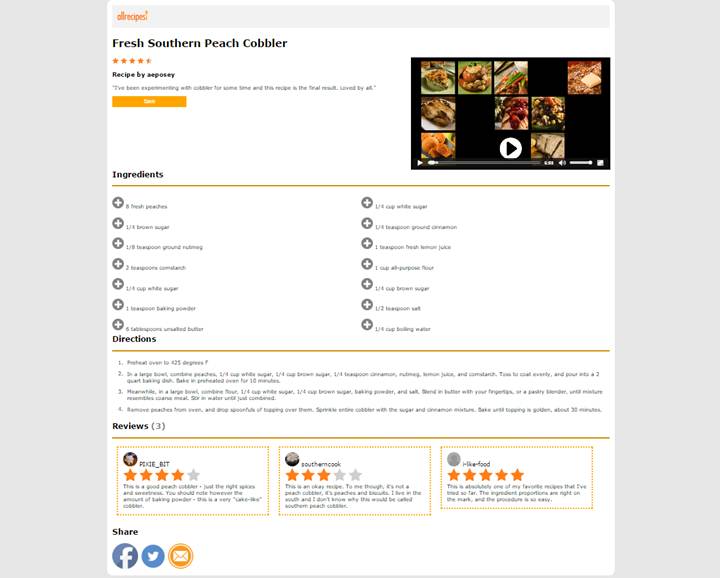 allrecipes
Fresh Southern Peach Cobbler
Recipe by aeposey
"I've been experimenting with cobbler for some time and this recipe is the final result. Loved by all."
Save
Ingredients
8 fresh peaches
1/4 cup white sugar
1/4 brown sugar
1/4 teaspoon ground cinnamon
1/8 teaspoon ground nutmeg
1 teaspoon fresh lemon juice
2 teaspoons cornstarch
1 cup all-purpose flour
1/4 cup white sugar
1/4 cup brown sugar
1 teaspoon baking powder
1/2 teaspoon salt
6 tablespoons unsalted butter
1/4 cup boiling water
Directions
1. Preheat oven to 425 degrees F
2. In a large bowl, combine peaches, 1/4 cup white sugar, 1/4 cup brown sugar, 1/4 teaspoon cinnamon, nutmeg, lemon juice, and cornstarch. Toss to coat evenly, and pour into a 2
quart baking dish. Bake in preheated oven for 10 minutes.
3. Meanwhile, in a large bowl, combine flour, 1/4 cup white sugar, 1/4 cup brown sugar, baking powder, and salt. Blend in butter with your fingertips, or a pastry blender, until mixture
resembles coarse meal. Stir in water until just combined.
4. Remove peaches from oven, and drop spoonfuls of topping over them. Sprinkle entire cobbler with the sugar and cinnamon mixture. Bake until topping is golden, about 30 minutes.
Reviews (3)
PIXIE_BIT
This is a good peach cobbler - just the right spices
and sweetness. You should note however the
amount of baking powder - this is a very "cake-like"
cobbler.
southerncook
This is an okay recipe. To me though, it's not a
peach cobbler, it's peaches and biscuits. I live in the
south and I don't know why this would be called
southern peach cobbler.
i-like-food
This is absolutely one of my favorite recipes that I've
tried so far. The ingredient proportions are right on
the mark, and the procedure is so easy.
Share